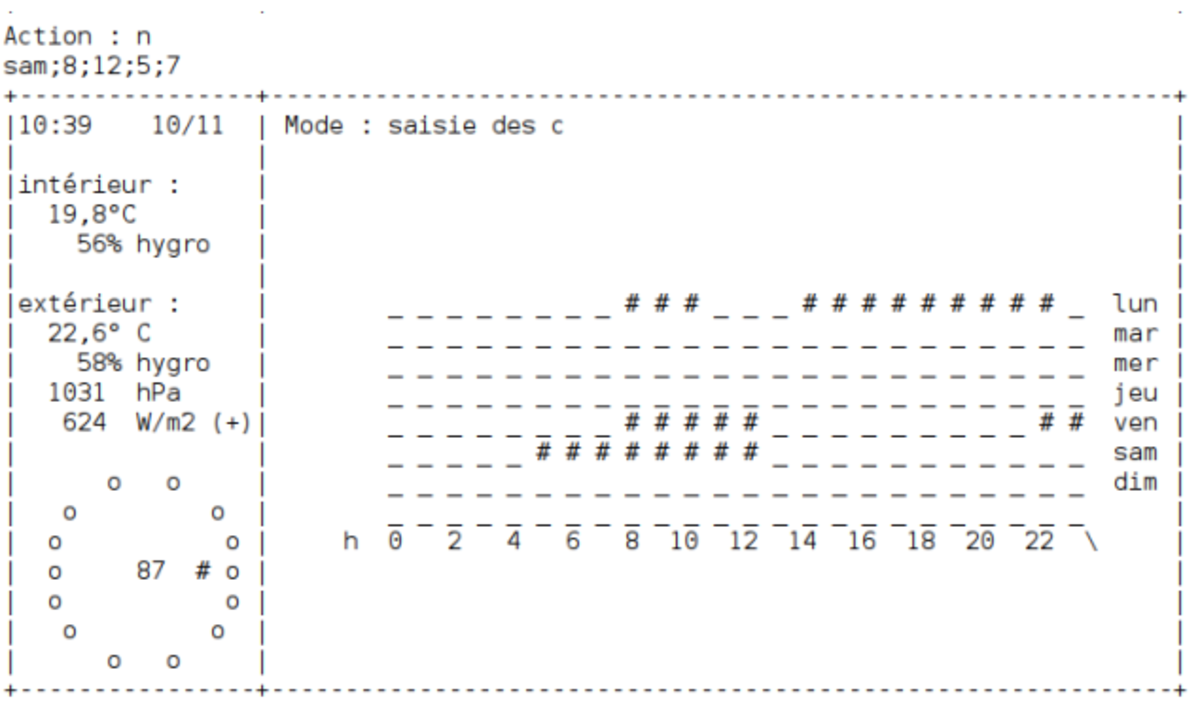 Action : n
sam;8;12;5;7
+----------------+--------------------------------------------------------------+
|10:39    10/11  | Mode : saisie des c                                          |
|                |                                                              |
|intérieur :     |                                                              |
|  19,8°C        |                                                              |
|    56% hygro   |                                                              |
|                |                                                              |
|extérieur :     |        _ _ _ _ _ _ _ _ # # # _ _ _ # # # # # # # # # _  lun |
|  22,6° C       |        _ _ _ _ _ _ _ _ _ _ _ _ _ _ _ _ _ _ _ _ _ _ _ _  mar |
|    58% hygro   |        _ _ _ _ _ _ _ _ _ _ _ _ _ _ _ _ _ _ _ _ _ _ _ _  mer |
|  1031  hPa     |        _ _ _ _ _ _ _ _ _ _ _ _ _ _ _ _ _ _ _ _ _ _ _ _  jeu |
|   624  W/m2 (+)|        _ _ _ _ _ _ _ _ # # # # # _ _ _ _ _ _ _ _ _ # #  ven |
|                |        _ _ _ _ _ # # # # # # # # _ _ _ _ _ _ _ _ _ _ _  sam |
|      o   o     |        _ _ _ _ _ _ _ _ _ _ _ _ _ _ _ _ _ _ _ _ _ _ _ _  dim |
|   o         o  |        _ _ _ _ _ _ _ _ _ _ _ _ _ _ _ _ _ _ _ _ _ _ _ _      |
|  o           o |     h  0   2   4   6   8  10  12  14  16  18  20  22   \     |
|  o     87  # o |                                                              |
|  o           o |                                                              |
|   o         o  |                                                              |
|      o   o     |                                                              |
+----------------+--------------------------------------------------------------+